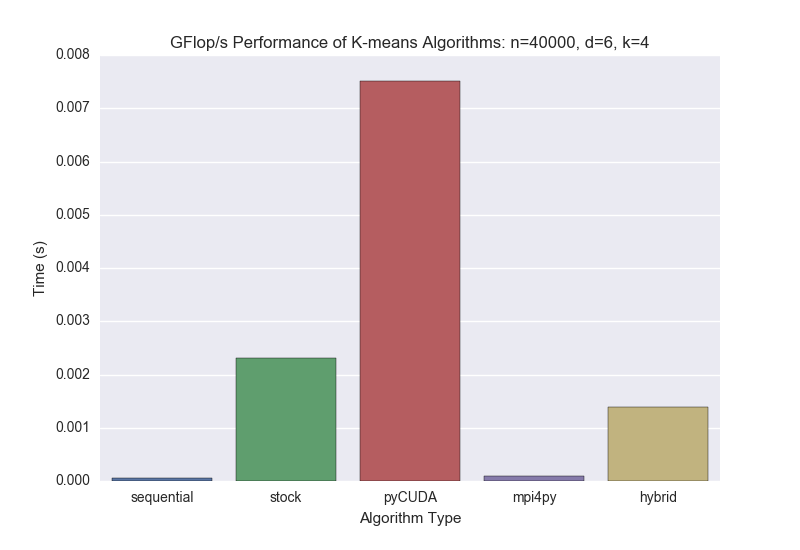 GFlop/s Performance of K-means Algorithms: n=40000, d=6, k=4
0.008
0.007
0.006
0.005
0.004
0.003
0.002
0.001
0.000
Time (s)
sequential stock pyCUDA mpi4py hybrid
Algorithm Type